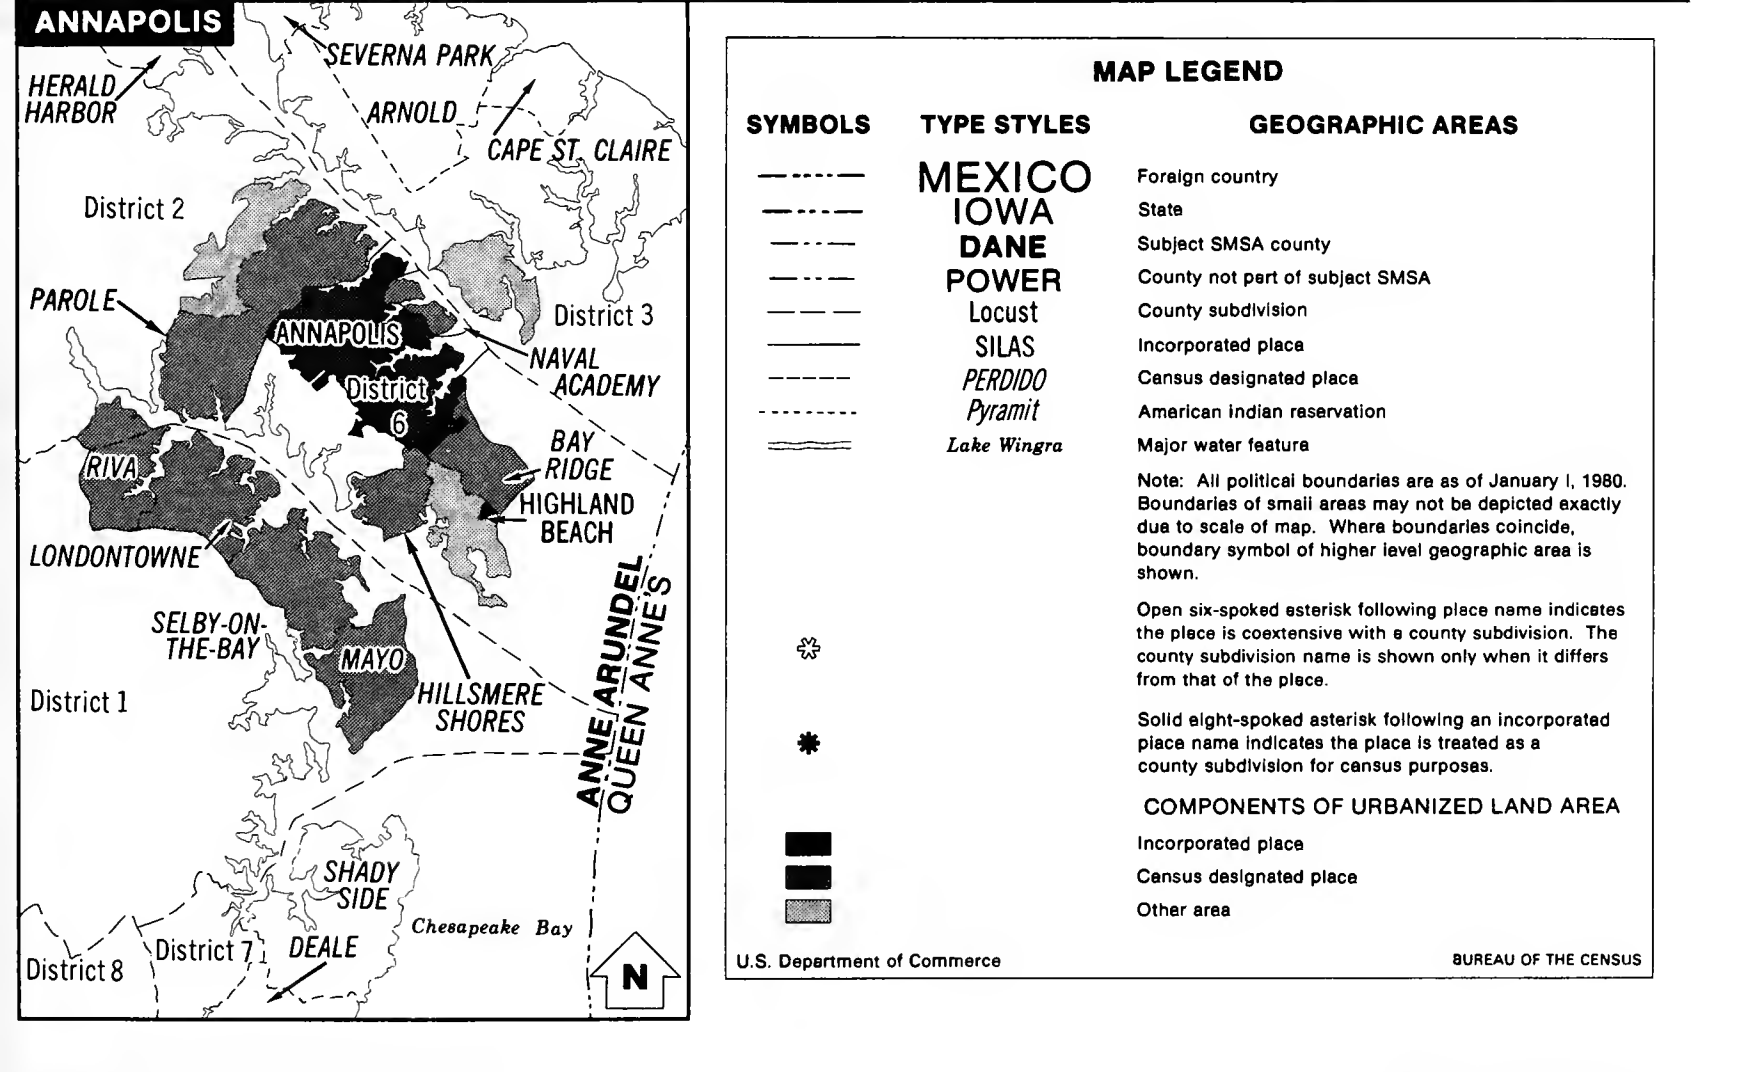 ANNAPOLIS
SEVERNA PARK
HERALD
HARBOR
ARNOLD
CAPE ST. CLAIRE
District 2
PAROLE
District 3
ANNAPOLIS
NAVAL
ACADEMY
District
6
BAY
RIDGE
RIVA
HIGHLAND
BEACH
LONDONTOWNE
SELBY-ON-
THE-BAY
MAYO
HILLSMERE
SHORES
District 1
ANNE ARUNDEL
QUEEN ANNE'S
SHADY
SIDE
Chesapeake Bay
District 7
DEALE
District 8
N
MAP LEGEND
SYMBOLS TYPE STYLES GEOGRAPHIC AREAS
MEXICO Foreign country
IOWA State
DANE Subject SMSA county
POWER County not part of subject SMSA
Locust County subdivision
SILAS Incorporated place
PERDIDO Census designated place
Pyramit American Indian reservation
Lake Wingra Major water feature
Note: All political boundaries are as of January 1, 1980.
Boundaries of small areas may not be depicted exactly
due to scale of map. Where boundaries coincide,
boundary symbol of higher level geographic area is
shown.
Open six-spoked asterisk following place name indicates
the place is coextensive with a county subdivision. The
county subdivision name is shown only when it differs
from that of the place.
Solid eight-spoked asterisk following an incorporated
place name indicates the place is treated as a
county subdivision for census purposes.
COMPONENTS OF URBANIZED LAND AREA
Incorporated place
Census designated place
Other area
U.S. Department of Commerce BUREAU OF THE CENSUS